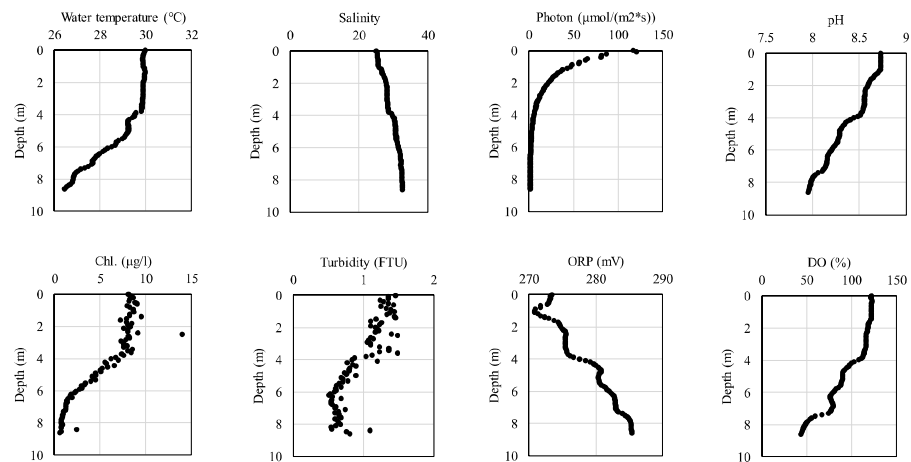 Water temperature (℃)
26 28 30 32
0
2
4
6
8
10
Depth (m)
Salinity
0 20 40
0
2
4
6
8
10
Depth (m)
Photon (μmol/(m2*s))
0 50 100 150
0
2
4
6
8
10
Depth (m)
pH
7.5 8 8.5 9
0
2
4
6
8
10
Depth (m)
Chl. (μg/l)
0 5 10 15
0
2
4
6
8
10
Depth (m)
Turbidity (FTU)
0 1 2
0
2
4
6
8
10
Depth (m)
ORP (mV)
270 280 285 290
0
2
4
6
8
10
Depth (m)
DO (%)
0 50 100 150
0
2
4
6
8
10
Depth (m)